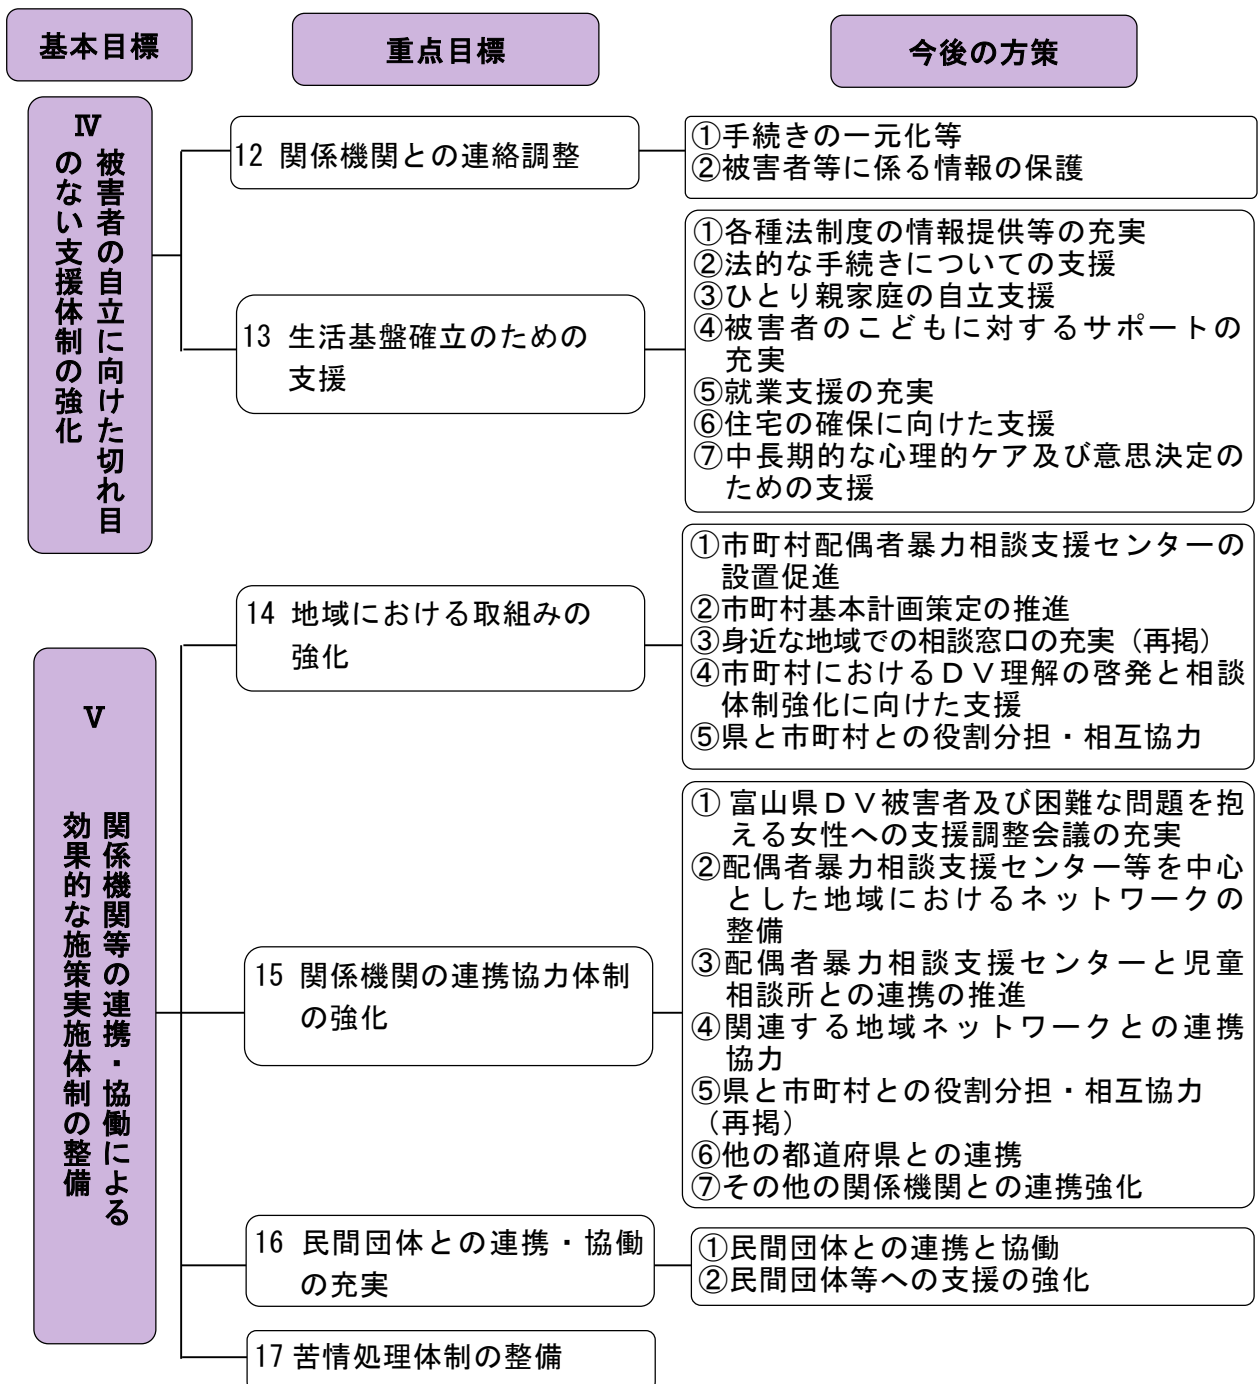 基本目標
重点目標
今後の方策
Ⅳ
被害者の自立に向けた切れ目
のない支援体制の強化
12 関係機関との連絡調整
①手続きの一元化等
②被害者等に係る情報の保護
13 生活基盤確立のための
支援
①各種法制度の情報提供等の充実
②法的な手続きについての支援
③ひとり親家庭の自立支援
④被害者のこどもに対するサポートの
充実
⑤就業支援の充実
⑥住宅の確保に向けた支援
⑦中長期的な心理的ケア及び意思決定の
ための支援
Ⅴ
関係機関等の連携・協働による
効果的な施策実施体制の整備
14 地域における取組みの
強化
①市町村配偶者暴力相談支援センターの
設置促進
②市町村基本計画策定の推進
③身近な地域での相談窓口の充実（再掲）
④市町村におけるＤＶ理解の啓発と相談
体制強化に向けた支援
⑤県と市町村との役割分担・相互協力
15 関係機関の連携協力体制
の強化
① 富山県ＤＶ被害者及び困難な問題を抱
える女性への支援調整会議の充実
②配偶者暴力相談支援センター等を中心
とした地域におけるネットワークの
整備
③配偶者暴力相談支援センターと児童
相談所との連携の推進
④関連する地域ネットワークとの連携
協力
⑤県と市町村との役割分担・相互協力
（再掲）
⑥他の都道府県との連携
⑦その他の関係機関との連携強化
16 民間団体との連携・協働
の充実
①民間団体との連携と協働
②民間団体等への支援の強化
17 苦情処理体制の整備